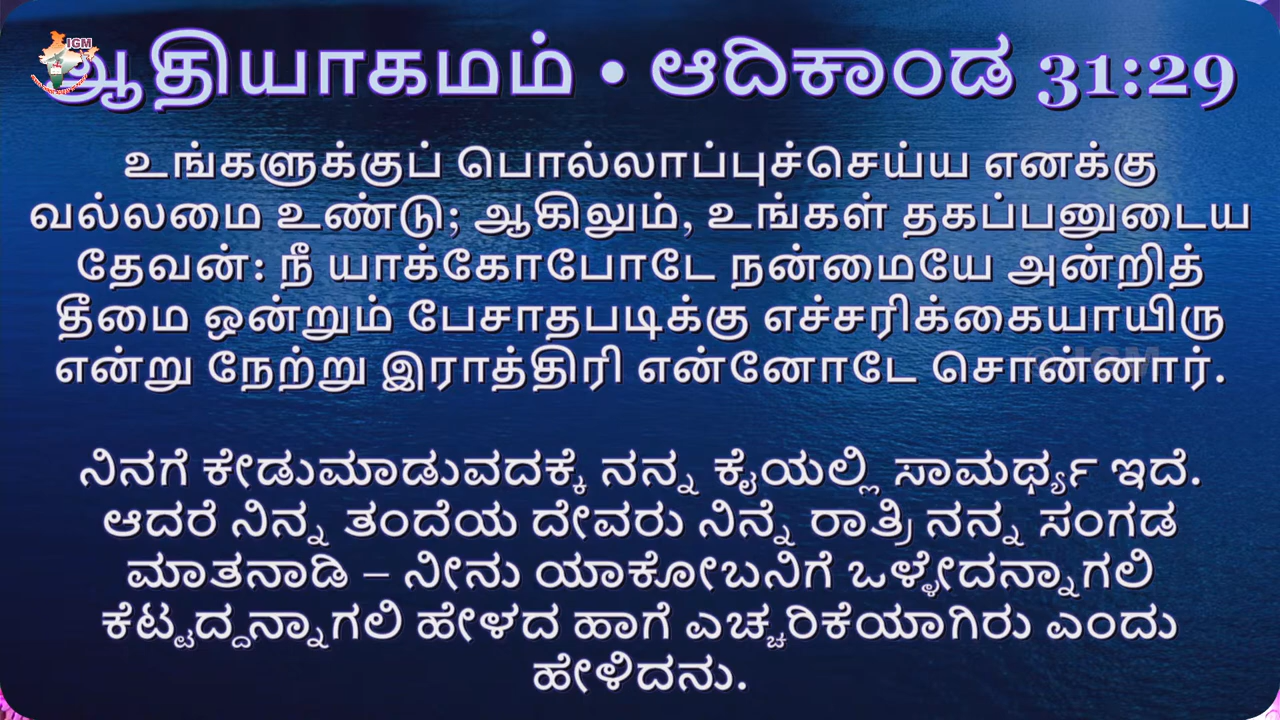 IGM
ஆதியாகமம் • ಆದಿಕಾಂಡ 31:29
உங்களுக்குப் பொல்லாப்புச்செய்ய எனக்கு
வல்லமை உண்டு; ஆகிலும், உங்கள் தகப்பனுடைய
தேவன்: நீ யாக்கோபோடே நன்மையே அன்றித்
தீமை ஒன்றும் பேசாதபடிக்கு எச்சரிக்கையாயிரு
என்று நேற்று இராத்திரி என்னோடே சொன்னார்.
ನಿನಗೆ ಕೇಡುಮಾಡುವದಕ್ಕೆ ನನ್ನ ಕೈಯಲ್ಲಿ ಸಾಮರ್ಥ್ಯ ಇದೆ.
ಆದರೆ ನಿನ್ನ ತಂದೆಯ ದೇವರು ನಿನ್ನೆ ರಾತ್ರಿ ನನ್ನ ಸಂಗಡ
ಮಾತನಾಡಿ – ನೀನು ಯಾಕೋಬನಿಗೆ ಒಳ್ಳೇದನ್ನಾಗಲಿ
ಕೆಟ್ಟದ್ದನ್ನಾಗಲಿ ಹೇಳದ ಹಾಗೆ ಎಚ್ಚರಿಕೆಯಾಗಿರು ಎಂದು
ಹೇಳಿದನು.